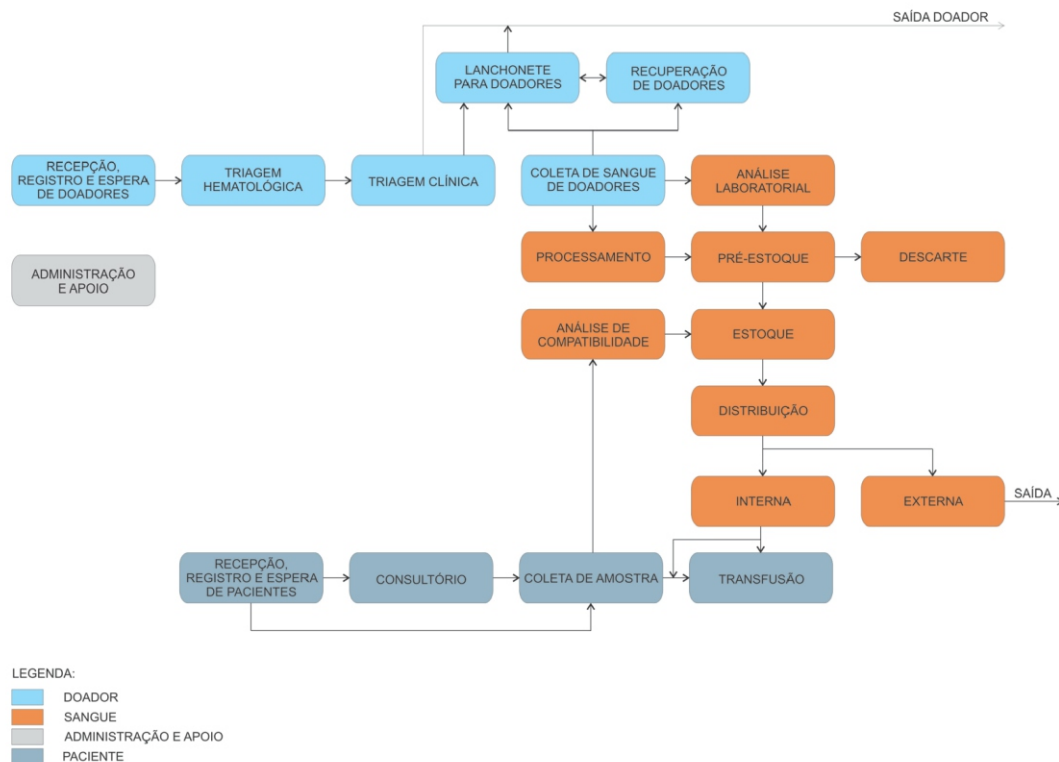 SAÍDA DOADOR
LANCHONETE
PARA DOADORES
RECUPERAÇÃO
DE DOADORES
RECEPÇÃO,
REGISTRO E ESPERA
DE DOADORES
TRIAGEM
HEMATOLÓGICA
TRIAGEM CLÍNICA
COLETA DE SANGUE
DE DOADORES
ANÁLISE
LABORATORIAL
ADMINISTRAÇÃO
E APOIO
PROCESSAMENTO
PRÉ-ESTOQUE
DESCARTE
ANÁLISE DE
COMPATIBILIDADE
ESTOQUE
DISTRIBUIÇÃO
INTERNA
EXTERNA
SAÍDA
RECEPÇÃO,
REGISTRO E ESPERA
DE PACIENTES
CONSULTÓRIO
COLETA DE AMOSTRA
TRANSFUSÃO
LEGENDA:
DOADOR
SANGUE
ADMINISTRAÇÃO E APOIO
PACIENTE